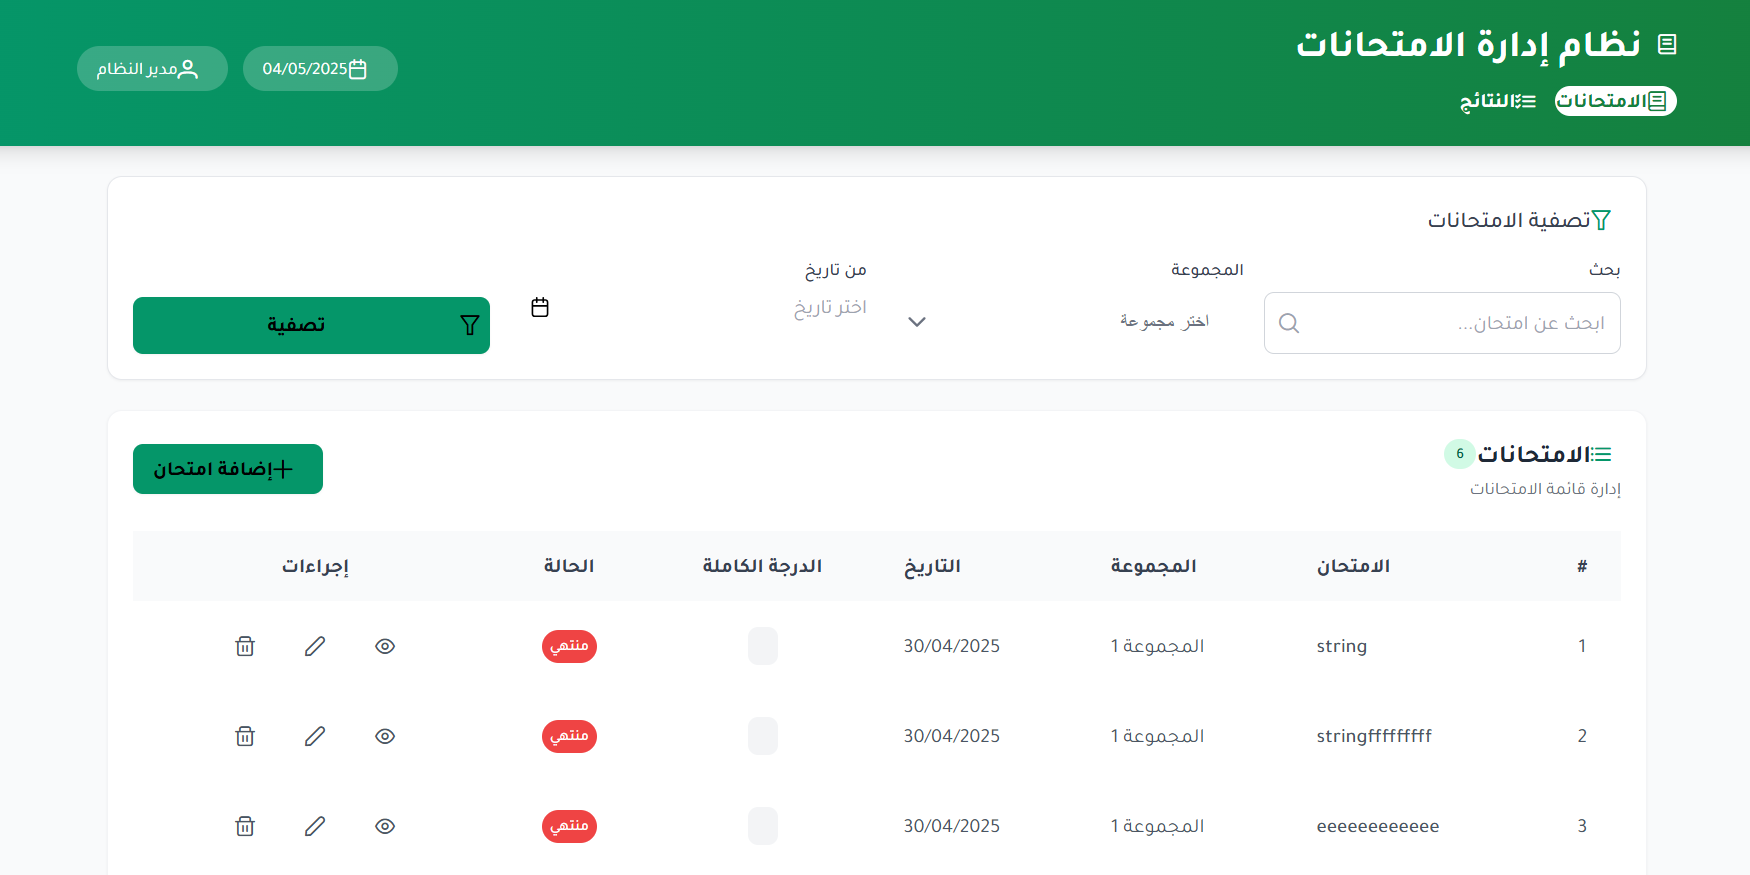 نظام إدارة الامتحانات
الامتحانات
النتائج
04/05/2025
مدير النظام
تصفية الامتحانات
بحث
المجموعة
من تاريخ
ابحث عن امتحان...
اختر مجموعة
اختر تاريخ
تصفية
الامتحانات 6
إدارة قائمة الامتحانات
إضافة امتحان
# الامتحان المجموعة التاريخ الدرجة الكاملة الحالة إجراءات
1 string المجموعة 1 30/04/2025 منتهي
2 stringfffffffff المجموعة 1 30/04/2025 منتهي
3 eeeeeeeeeeee المجموعة 1 30/04/2025 منتهي